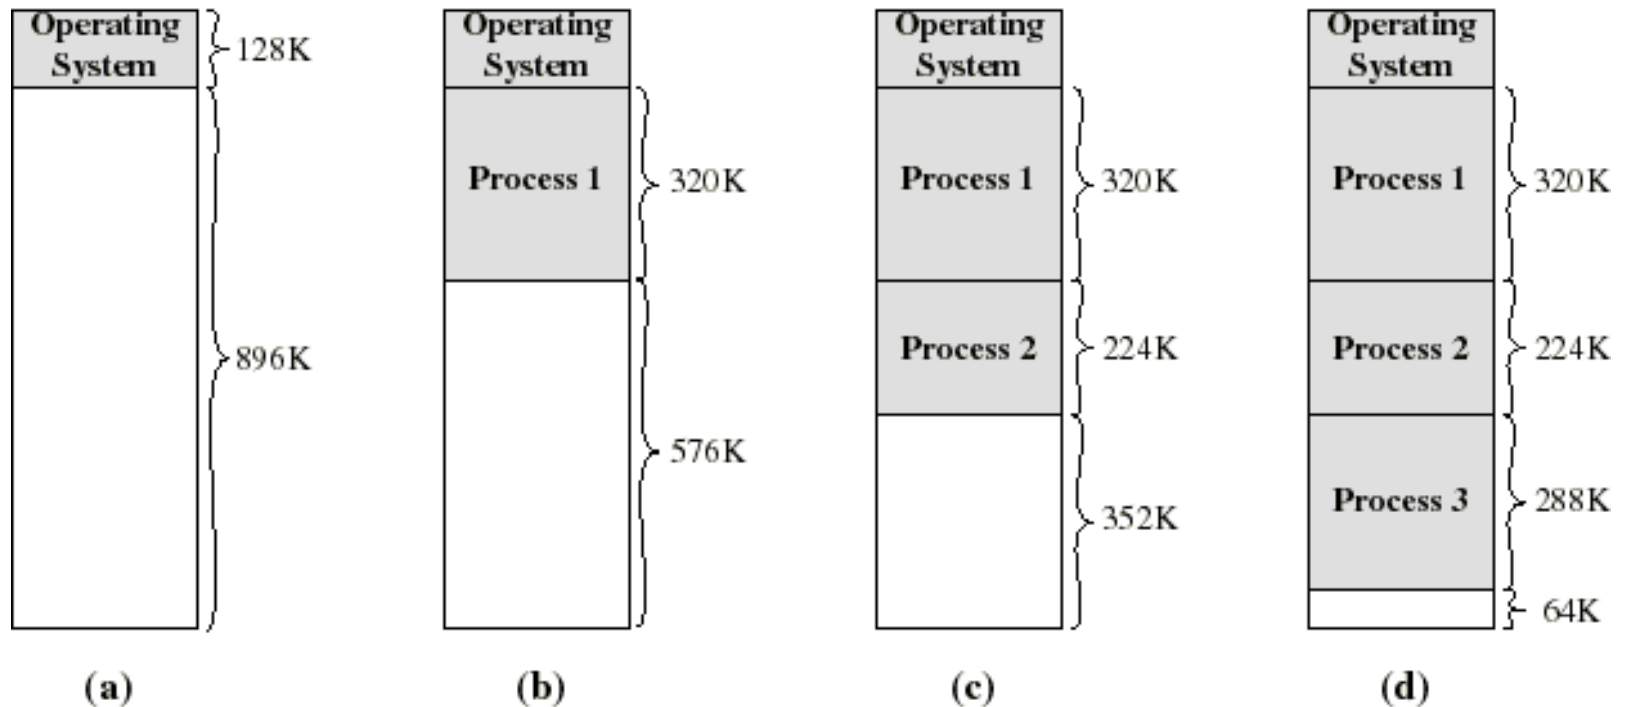 Operating
System
128K
896K
(a)
Operating
System
Process 1
320K
576K
(b)
Operating
System
Process 1
320K
Process 2
224K
352K
(c)
Operating
System
Process 1
320K
Process 2
224K
Process 3
288K
64K
(d)